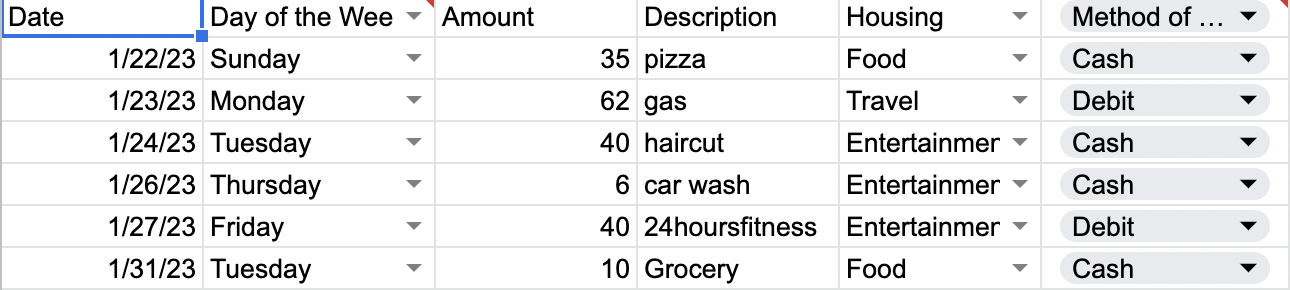 Date Day of the Wee Amount Description Housing Method of ...
1/22/23 Sunday 35 pizza Food Cash
1/23/23 Monday 62 gas Travel Debit
1/24/23 Tuesday 40 haircut Entertainmer Cash
1/26/23 Thursday 6 car wash Entertainmer Cash
1/27/23 Friday 40 24hoursfitness Entertainmer Debit
1/31/23 Tuesday 10 Grocery Food Cash